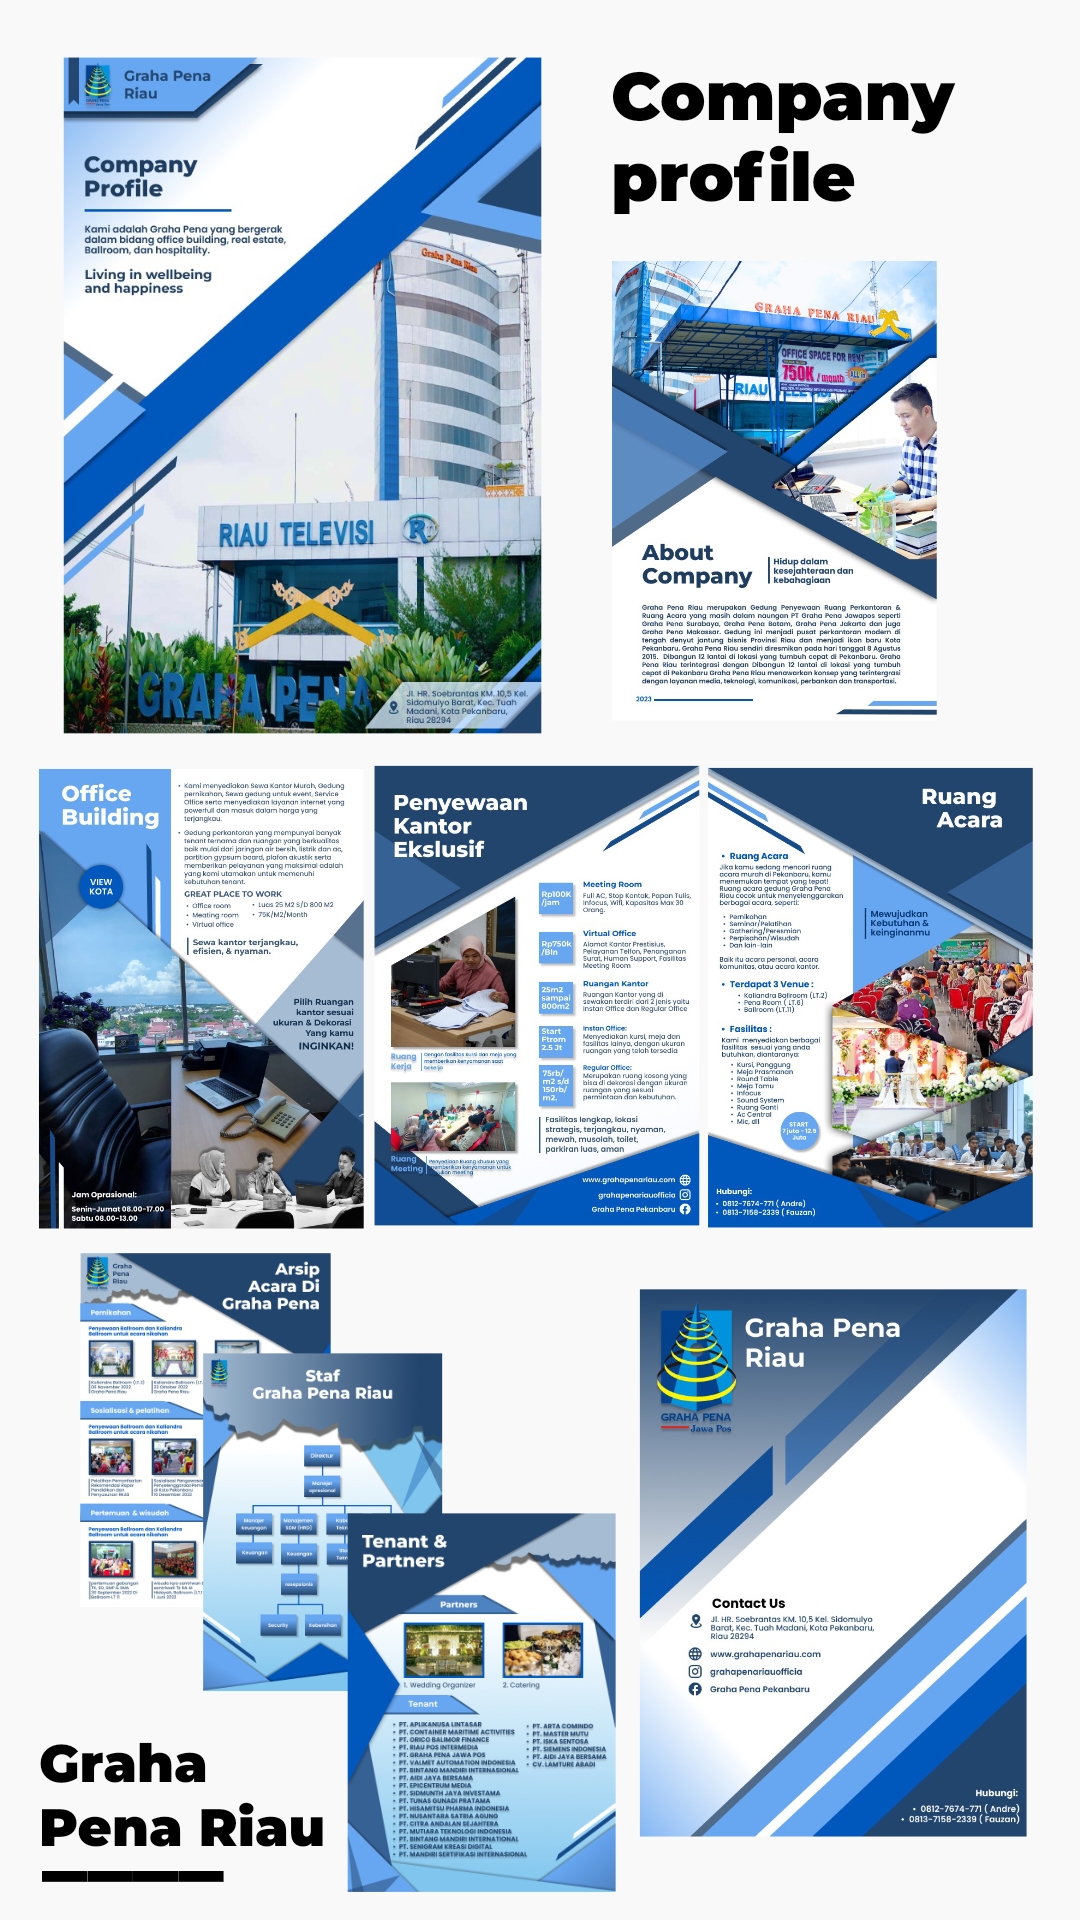 Graha Pena
Riau
Company
Profile
Kami adalah Graha Pena yang bergerak
dalam bidang office building, real estate,
Ballroom, dan hospitality.
Living in wellbeing
and happiness
Graha Pena Riau
RIAU TELEVISI
GRAHA PENA
Jl. HR. Soebrantas KM. 10,5 Kel.
Sidomulyo Barat, Kec. Tuah
Madani, Kota Pekanbaru,
Riau 28294
Company
profile
GRAHA PENA RIAU
OFFICE SPACE FOR RENT
750K / month
About
Company
Hidup dalam
kesejahteraan dan
kebahagiaan
Graha Pena Riau merupakan Gedung Penyewaan Ruang Perkantoran &
Ruang Acara yang masih dalam naungan PT Graha Pena Jawapos seperti
Graha Pena Surabaya, Graha Pena Batam, Graha Pena Jakarta dan juga
Graha Pena Makassar. Gedung ini menjadi pusat perkantoran modern di
tengah denyut jantung bisnis Provinsi Riau dan menjadi ikon baru Kota
Pekanbaru. Graha Pena Riau sendiri diresmikan pada hari tanggal 8 Agustus
2015. Dibangun 12 lantai di lokasi yang tumbuh cepat di Pekanbaru. Graha
Pena Riau terintegrasi dengan Dibangun 12 lantai di lokasi yang tumbuh
cepat di Pekanbaru Graha Pena Riau menawarkan konsep yang terintegrasi
dengan layanan media, teknologi, komunikasi, perbankan dan transportasi.
2023
Office
Building
VIEW
KOTA
• Kami menyediakan Sewa Kantor Murah, Gedung
pernikahan, Sewa gedung untuk event, Service
Office serta menyediakan layanan internet yang
powerfull dan masuk dalam harga yang
terjangkau.
• Gedung perkantoran yang mempunyai banyak
tenant ternama dan ruangan yang berkualitas
baik mulai dari jaringan air bersih, listrik dan ac,
partition gypsum board, plafon akustik serta
memberikan pelayanan yang maksimal adalah
yang kami utamakan untuk memenuhi
kebutuhan tenant.
GREAT PLACE TO WORK
• Office room
• Meating room
• Virtual office
• Luas 25 M2 S/D 800 M2
• 75K/M2/Month
Sewa kantor terjangkau,
efisien, & nyaman.
Pilih Ruangan
kantor sesuai
ukuran & Dekorasi
Yang kamu
INGINKAN!
Jam Oprasional:
Senin-Jumat 08.00-17.00
Sabtu 08.00-13.00
Penyewaan
Kantor
Ekslusif
Rp100K
/jam
Meeting Room
Full AC, Stop Kontak, Papan Tulis,
Infocus, Wifi, Kapasitas Max 30
Orang.
Rp750k
/Bln
Virtual Office
Alamat Kantor Prestisius,
Pelayanan Telfon, Penanganan
Surat, Human Support, Fasilitas
Meeting Room
25m2
sampai
800m2
Ruangan Kantor
Ruangan Kantor yang di
sewakan terdiri dari 2 jenis yaitu
Instan Office dan Regular Office
Start
Ftrom
2.5 Jt
Instan Office:
Menyediakan kursi, meja dan
fasilitas lainya, dengan ukuran
ruangan yang telah tersedia
75rb/
m2 s/d
150rb/
m2.
Regular Office:
Merupakan ruang kosong yang
bisa di dekorasi dengan ukuran
ruangan yang sesuai
permintaan dan kebutuhan.
Ruang
Kerja
Dengan fasilitas kursi dan meja yang
memberikan kenyamanan saat
bekerja
Ruang
Meeting
Fasilitas lengkap, lokasi
strategis, terjangkau, nyaman,
mewah, musolah, toilet,
parkiran luas, aman
www.grahapenariau.com
grahapenariauofficia
Graha Pena Pekanbaru
Ruang
Acara
• Ruang Acara
Jika kamu sedang mencari ruang
acara murah di Pekanbaru, kamu
menemukan tempat yang tepat!
Ruang acara gedung Graha Pena
Riau cocok untuk menyelenggarakan
berbagai acara, seperti:
• Pernikahan
• Seminar/Pelatihan
• Gathering/Peresmian
• Perpisahan/Wisudah
• Dan lain-lain
Baik itu acara personal, acara
komunitas, atau acara kantor.
• Terdapat 3 Venue :
• Kaliandra Ballroom (LT.2)
• Pena Room ( LT.6)
• Ballroom (LT.11)
• Fasilitas :
Kami menyediakan berbagai
fasilitas sesuai yang anda
butuhkan, diantaranya:
• Kursi, Panggung
• Meja Prasmanan
• Round Table
• Meja Tamu
• Infocus
• Sound System
• Ruang Ganti
• Ac Central
• Mic, dll
Mewujudkan
Kebutuhan &
keinginanmu
START
7 juta - 12.5
Juta
Hubungi:
• 0812-7674-771 ( Andre)
• 0813-7158-2339 ( Fauzan)
Graha
Pena
Riau
Arsip
Acara Di
Graha Pena
Pernikahan
Penyewaan Ballroom dan Kaliandra
Ballroom untuk acara nikahan
Sosialisasi & pelatihan
Penyewaan Ballroom dan Kaliandra
Ballroom untuk acara nikahan
Pertemuan & wisudah
Penyewaan Ballroom dan Kaliandra
Ballroom untuk acara nikahan
Staf
Graha Pena Riau
Direktur
Manajer
oprasional
Manajer
keuangan
Manajemen
SDM (HRD)
Keuangan
Keuangan
Resepsionis
Security
Kebersihan
Tenant &
Partners
Partners
1. Wedding Organizer
2. Catering
Tenant
• PT. APLIKANUSA LINTASAR
• PT. CONTAINER MARITIME ACTIVITIES
• PT. ORICO BALIMOR FINANCE
• PT. RIAU POS INTERMEDIA
• PT. GRAHA PENA JAWA POS
• PT. VALMET AUTOMATION INDONESIA
• PT. BINTANG MANDIRI INTERNASIONAL
• PT. AIDI JAYA BERSAMA
• PT. EPICENTRUM MEDIA
• PT. SIDMUNTH JAYA INVESTAMA
• PT. TUNAS GUNADI PRATAMA
• PT. HISAMITSU PHARMA INDONESIA
• PT. NUSANTARA SATRIA AGUNG
• PT. CITRA ANDALAN SEJAHTERA
• PT. MUTIARA TEKNOLOGI INDONESIA
• PT. BINTANG MANDIRI INTERNATIONAL
• PT. SENIGRAM KREASI DIGITAL
• PT. MANDIRI SERTIFIKASI INTERNASIONAL
• PT. ARTA COMINDO
• PT. MASTER MUTU
• PT. ISKA SENTOSA
• PT. SIEMENS INDONESIA
• PT. AIDI JAYA BERSAMA
• CV. LAMTURE ABADI
Graha Pena
Riau
GRAHA PENA
Jawa Pos
Contact Us
Jl. HR. Soebrantas KM. 10,5 Kel. Sidomulyo
Barat, Kec. Tuah Madani, Kota Pekanbaru,
Riau 28294
www.grahapenariau.com
grahapenariauofficia
Graha Pena Pekanbaru
Hubungi:
• 0812-7674-771 ( Andre)
• 0813-7158-2339 ( Fauzan)
Graha
Pena Riau